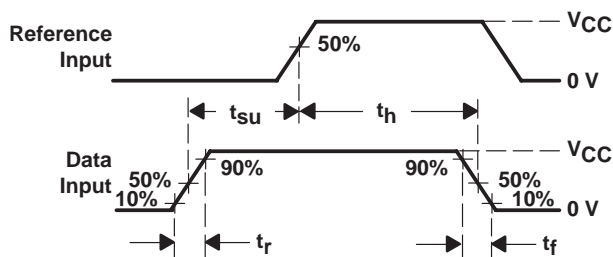 Reference
Input
50%
VCC
0 V
tsu
th
Data
Input
50%
10%
90%
90%
VCC
50%
10%
0 V
tr
tf